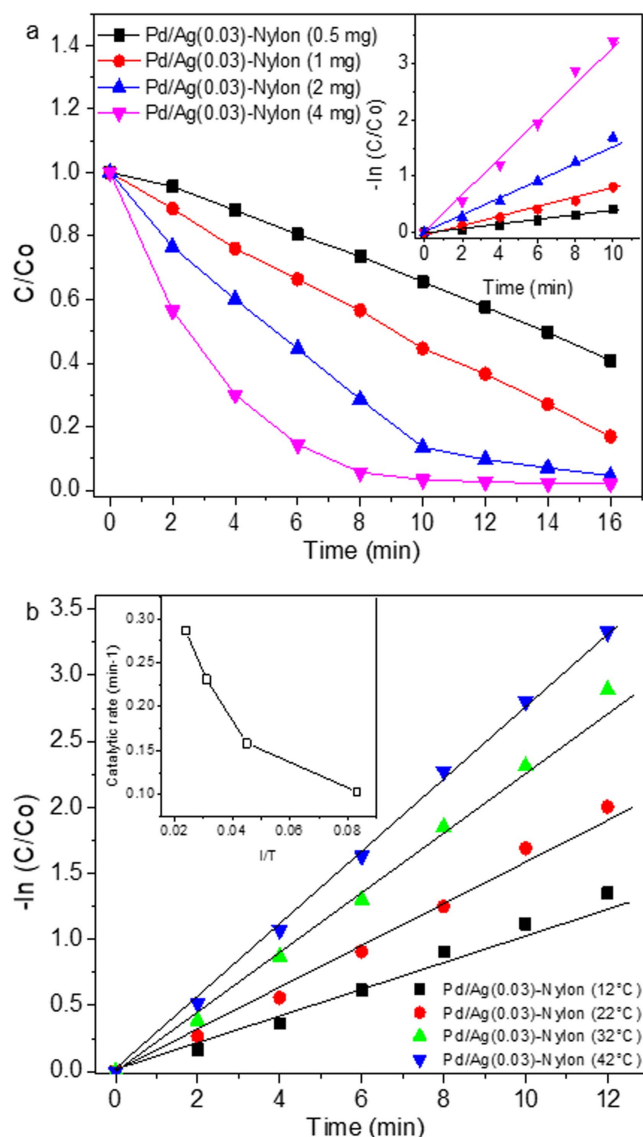 a
Pd/Ag(0.03)-Nylon (0.5 mg)
Pd/Ag(0.03)-Nylon (1 mg)
Pd/Ag(0.03)-Nylon (2 mg)
Pd/Ag(0.03)-Nylon (4 mg)
1.4
1.2
1.0
0.8
0.6
0.4
0.2
0.0
C/Co
0 2 4 6 8 10 12 14 16
Time (min)
3
2
1
0
-ln (C/Co)
0 2 4 6 8 10
Time (min)
b
3.5
3.0
2.5
2.0
1.5
1.0
0.5
0.0
-ln (C/Co)
0.30
0.25
0.20
0.15
0.10
Catalytic rate (min-1)
0.02 0.04 0.06 0.08
I/T
Pd/Ag(0.03)-Nylon (12°C)
Pd/Ag(0.03)-Nylon (22°C)
Pd/Ag(0.03)-Nylon (32°C)
Pd/Ag(0.03)-Nylon (42°C)
0 2 4 6 8 10 12
Time (min)